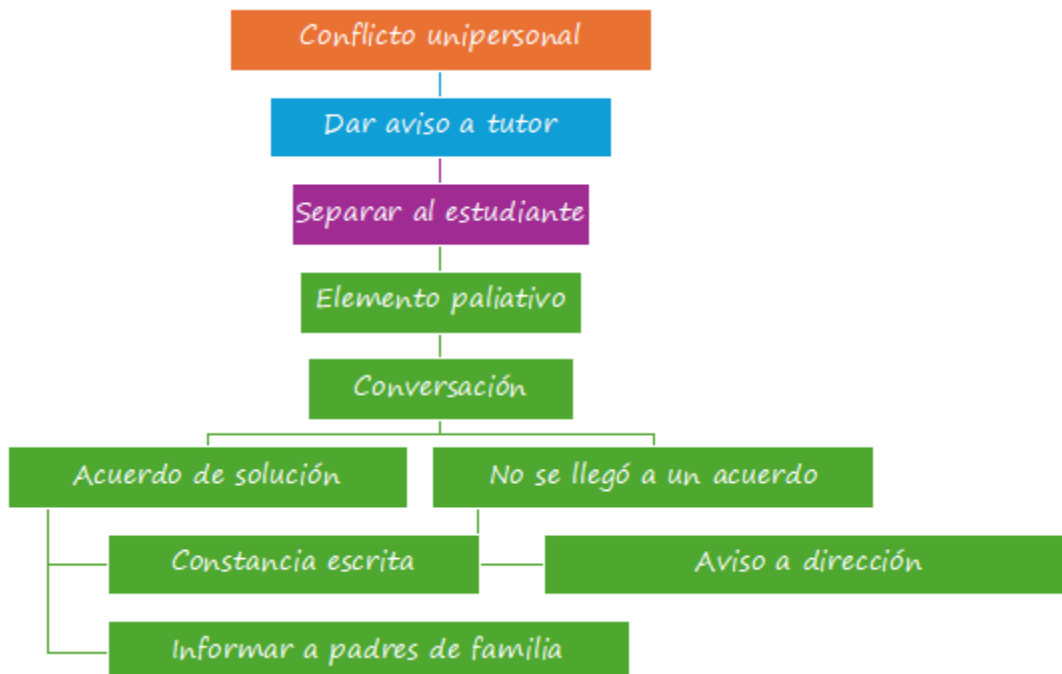 Conflicto unipersonal
Dar aviso a tutor
Separar al estudiante
Elemento paliativo
Conversación
Acuerdo de solución
No se llegó a un acuerdo
Constancia escrita
Aviso a dirección
Informar a padres de familia